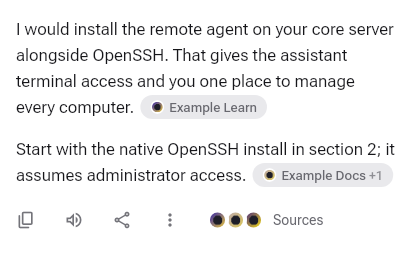 I would install the remote agent on your core server
alongside OpenSSH. That gives the assistant
terminal access and you one place to manage
every computer. Example Learn
Start with the native OpenSSH install in section 2; it
assumes administrator access. Example Docs +1
Sources